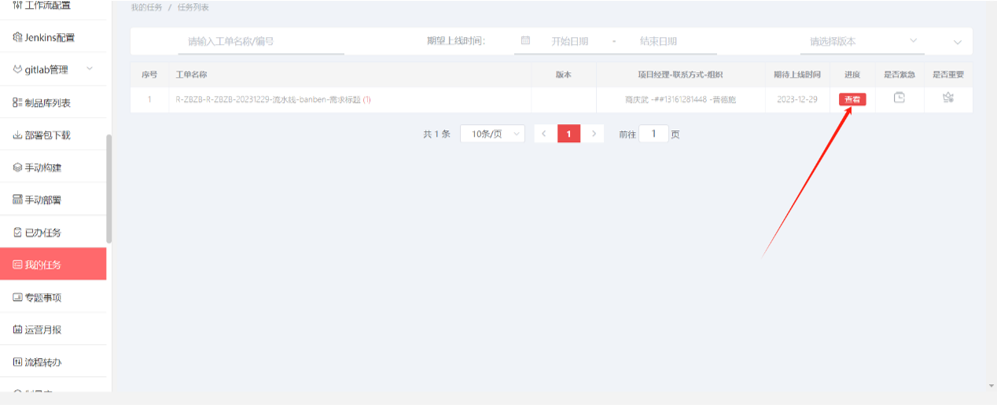 工作流配置
Jenkins配置
gitlab管理
制品库列表
部署包下载
手动构建
手动部署
已办任务
我的任务
专题事项
运营月报
流程转办
我的任务 / 任务列表
请输入工单名称/编号 期望上线时间: 开始日期 - 结束日期 请选择版本
序号 工单名称 版本 项目经理-联系方式-组织 期待上线时间 进度 是否紧急 是否重要
1 R-ZBZB-R-ZBZB-20231229-流水线-banben-需求标题 (1) 2023-12-29 查看
共 1 条 10条/页 1 前往 1 页